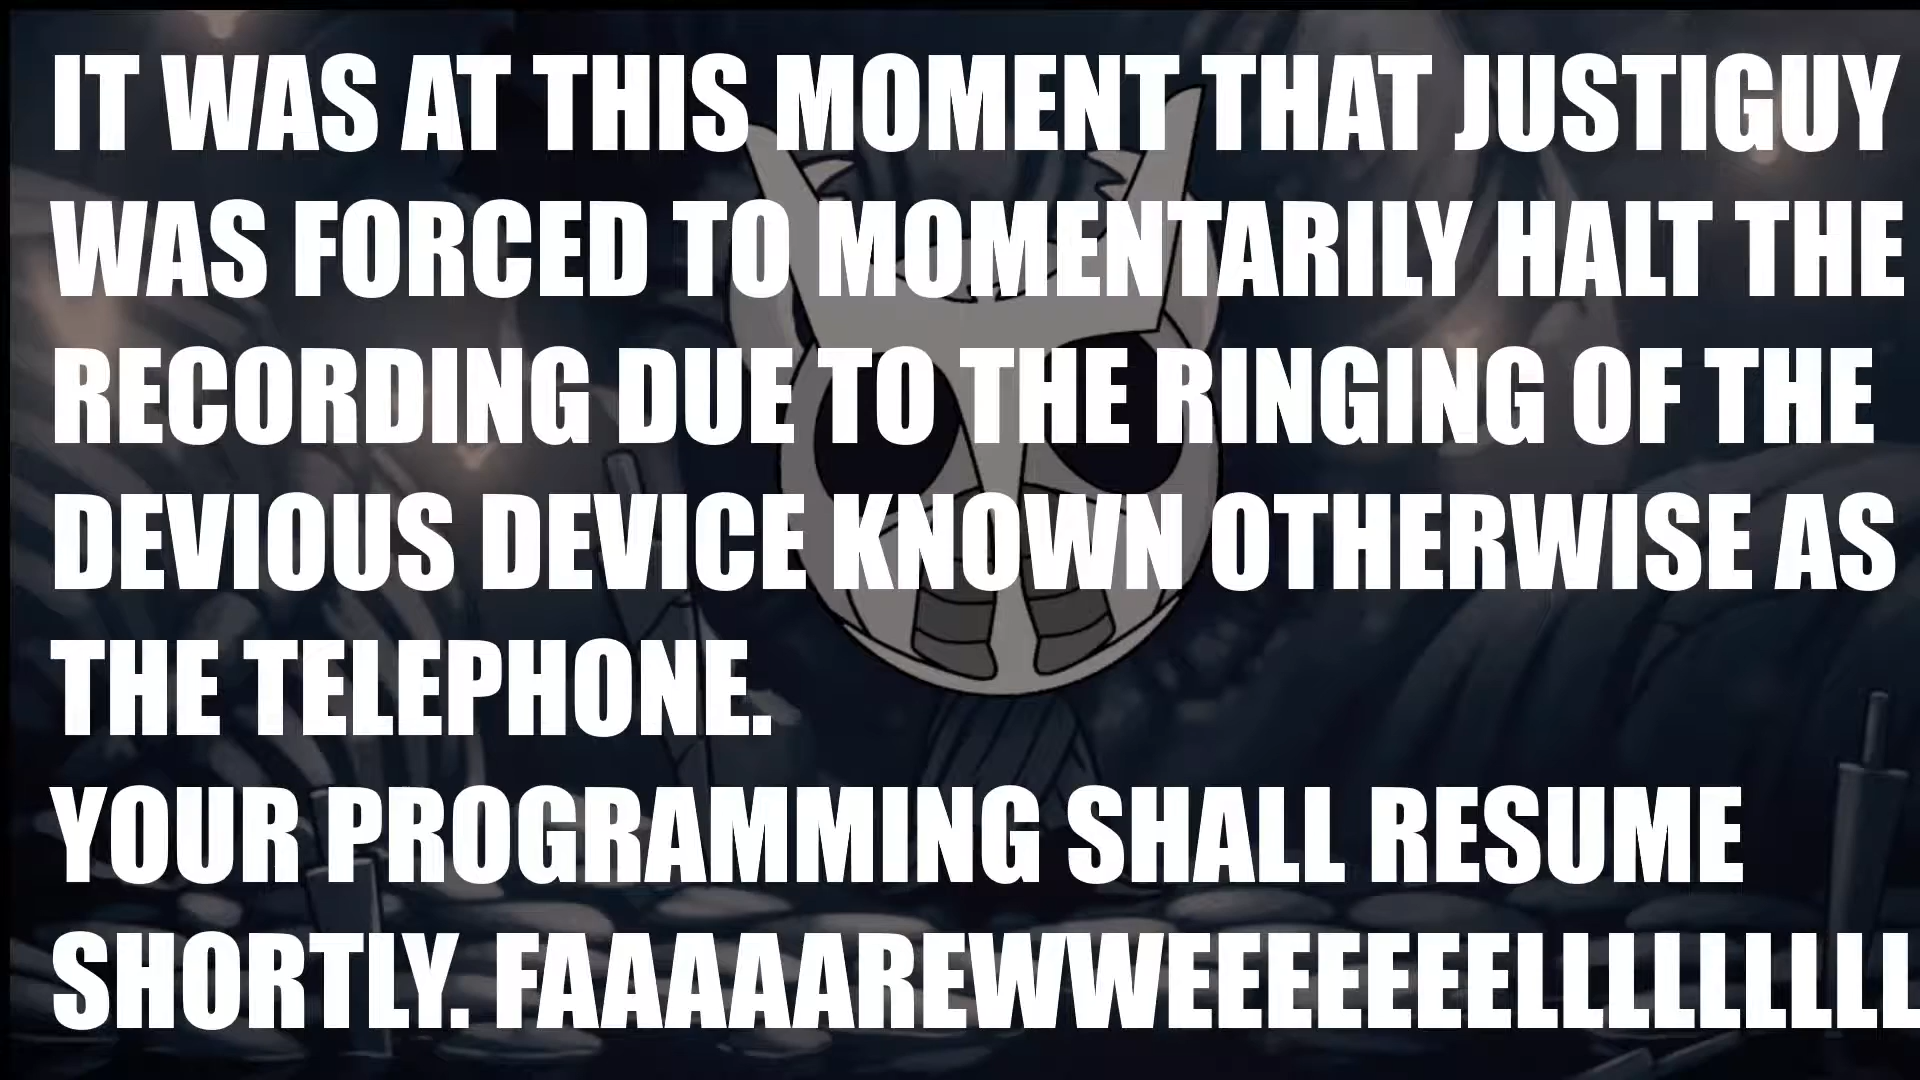 IT WAS AT THIS MOMENT THAT JUSTIGUY
WAS FORCED TO MOMENTARILY HALT THE
RECORDING DUE TO THE RINGING OF THE
DEVIOUS DEVICE KNOWN OTHERWISE AS
THE TELEPHONE.
YOUR PROGRAMMING SHALL RESUME
SHORTLY. FAAAAAREWWEEEEEEELLLLLLLLL